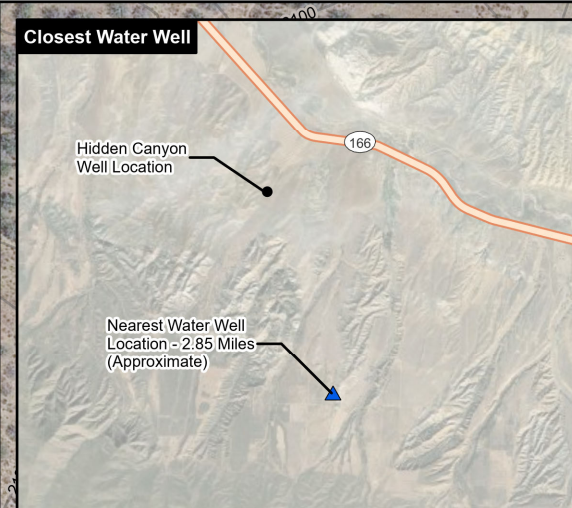 Closest Water Well
166
Hidden Canyon
Well Location
Nearest Water Well
Location - 2.85 Miles
(Approximate)